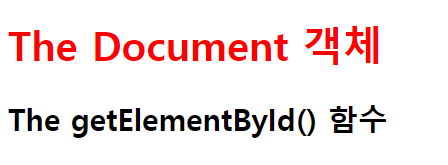 The Document 객체
The getElementById() 함수